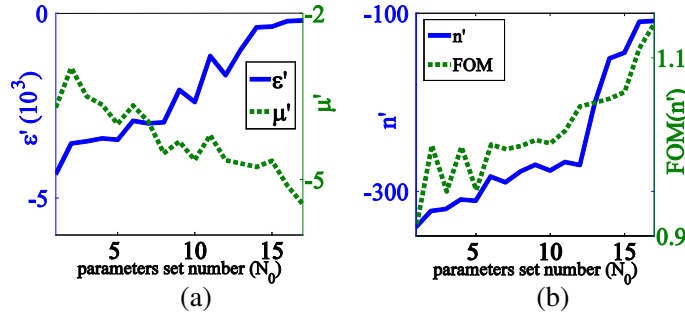 0
-5
ε' (10³)
ε'
μ'
-2
-5
μ'
5
10
15
parameters set number (N₀)
(a)
-100
-300
n'
n'
FOM
1.1
0.9
FOM(n')
5
10
15
parameters set number (N₀)
(b)